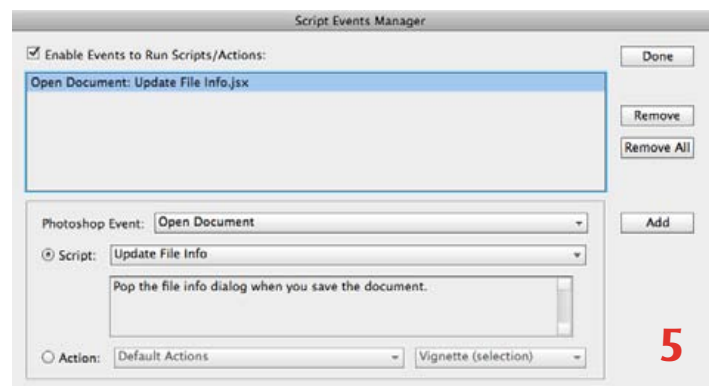 Script Events Manager
Enable Events to Run Scripts/Actions:
Done
Open Document: Update File Info.jsx
Remove
Remove All
Photoshop Event: Open Document
Add
Script: Update File Info
Pop the file info dialog when you save the document.
Action: Default Actions Vignette (selection)
5